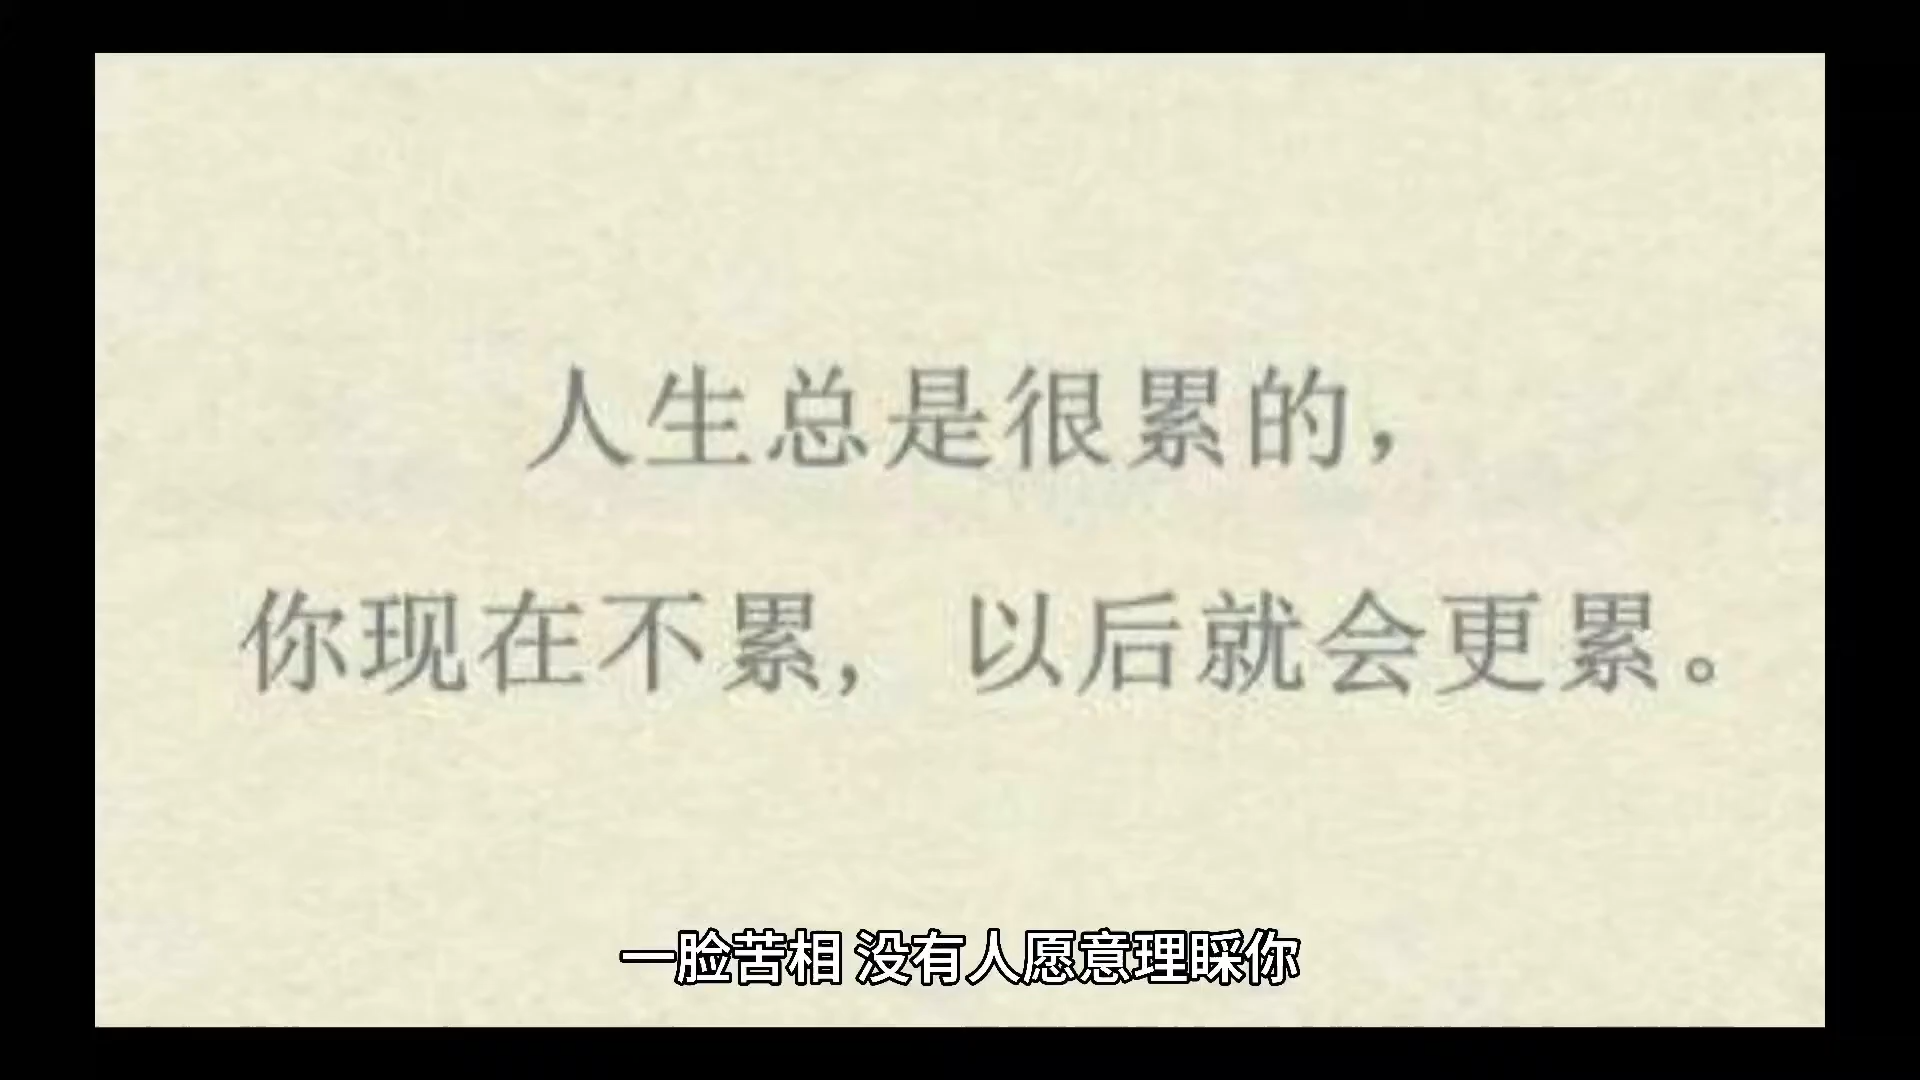 人生总是很累的，
你现在不累， 以后就会更累。
一脸苦相 没有人愿意理睬你